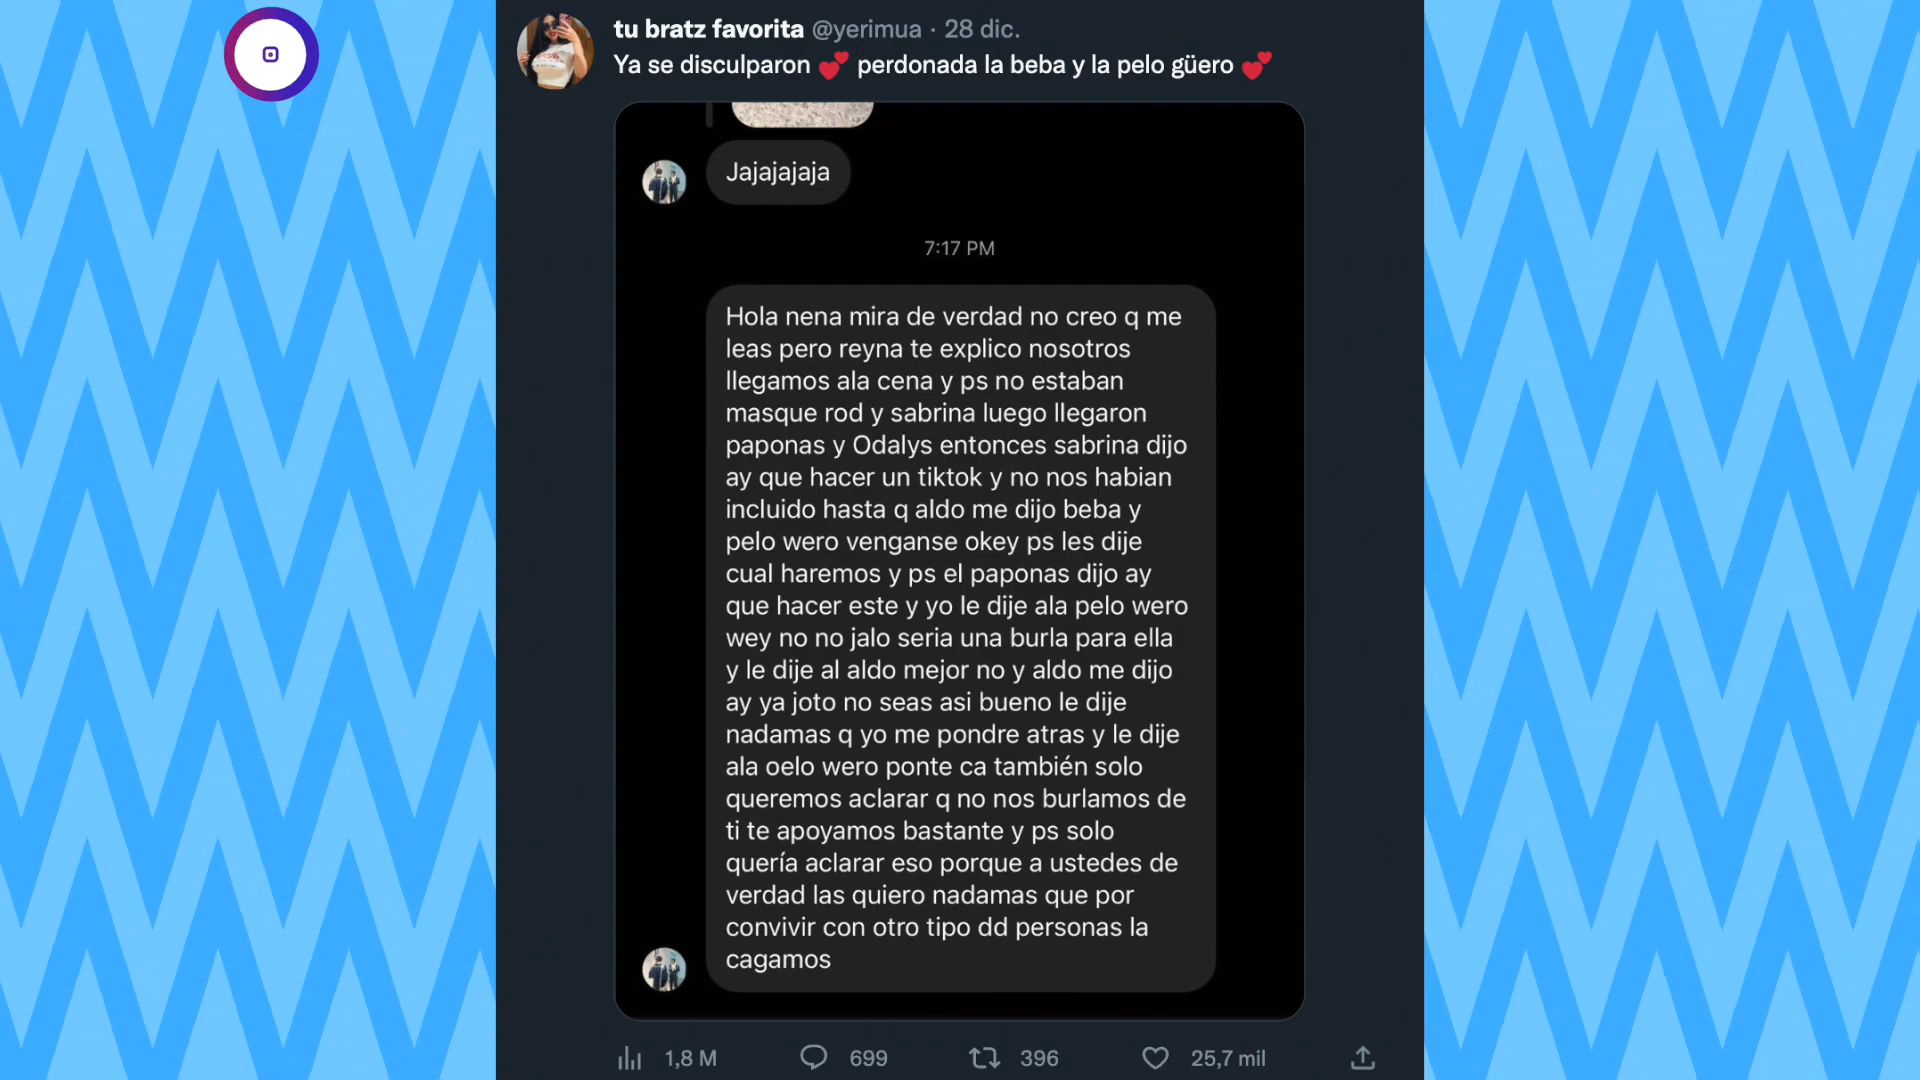 tu bratz favorita @yerimua · 28 dic.
Ya se disculparon 💕 perdonada la beba y la pelo güero 💕
Jajajajaja
7:17 PM
Hola nena mira de verdad no creo q me
leas pero reyna te explico nosotros
llegamos ala cena y ps no estaban
masque rod y sabrina luego llegaron
paponas y Odalys entonces sabrina dijo
ay que hacer un tiktok y no nos habian
incluido hasta q aldo me dijo beba y
pelo wero venganse okey ps les dije
cual haremos y ps el paponas dijo ay
que hacer este y yo le dije ala pelo wero
wey no no jalo seria una burla para ella
y le dije al aldo mejor no y aldo me dijo
ay ya joto no seas asi bueno le dije
nadamas q yo me pondre atras y le dije
ala oelo wero ponte ca también solo
queremos aclarar q no nos burlamos de
ti te apoyamos bastante y ps solo
quería aclarar eso porque a ustedes de
verdad las quiero nadamas que por
convivir con otro tipo dd personas la
cagamos
1,8 M 699 396 25,7 mil